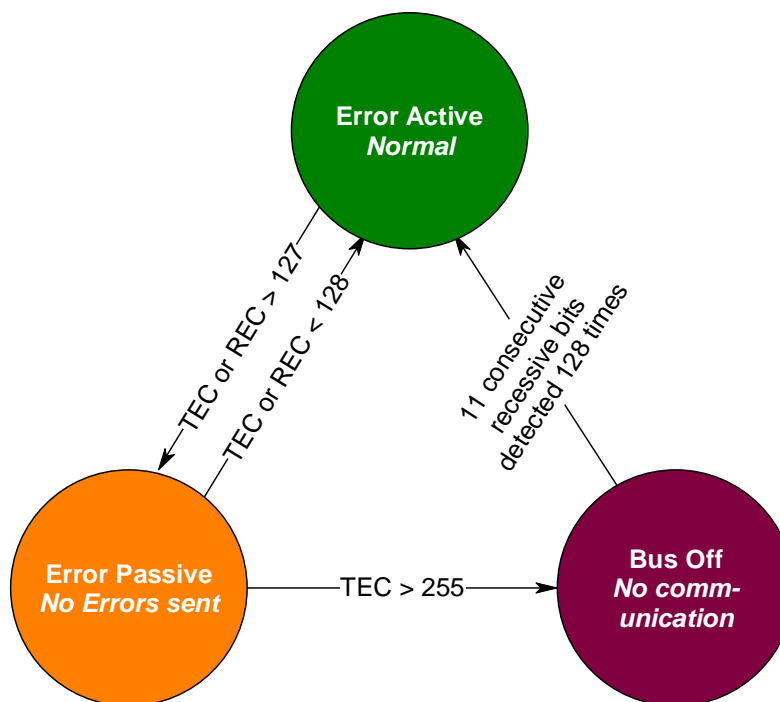 Error Active
Normal
TEC or REC > 127
TEC or REC < 128
11 consecutive
recessive bits
detected 128 times
Error Passive
No Errors sent
TEC > 255
Bus Off
No comm-
unication